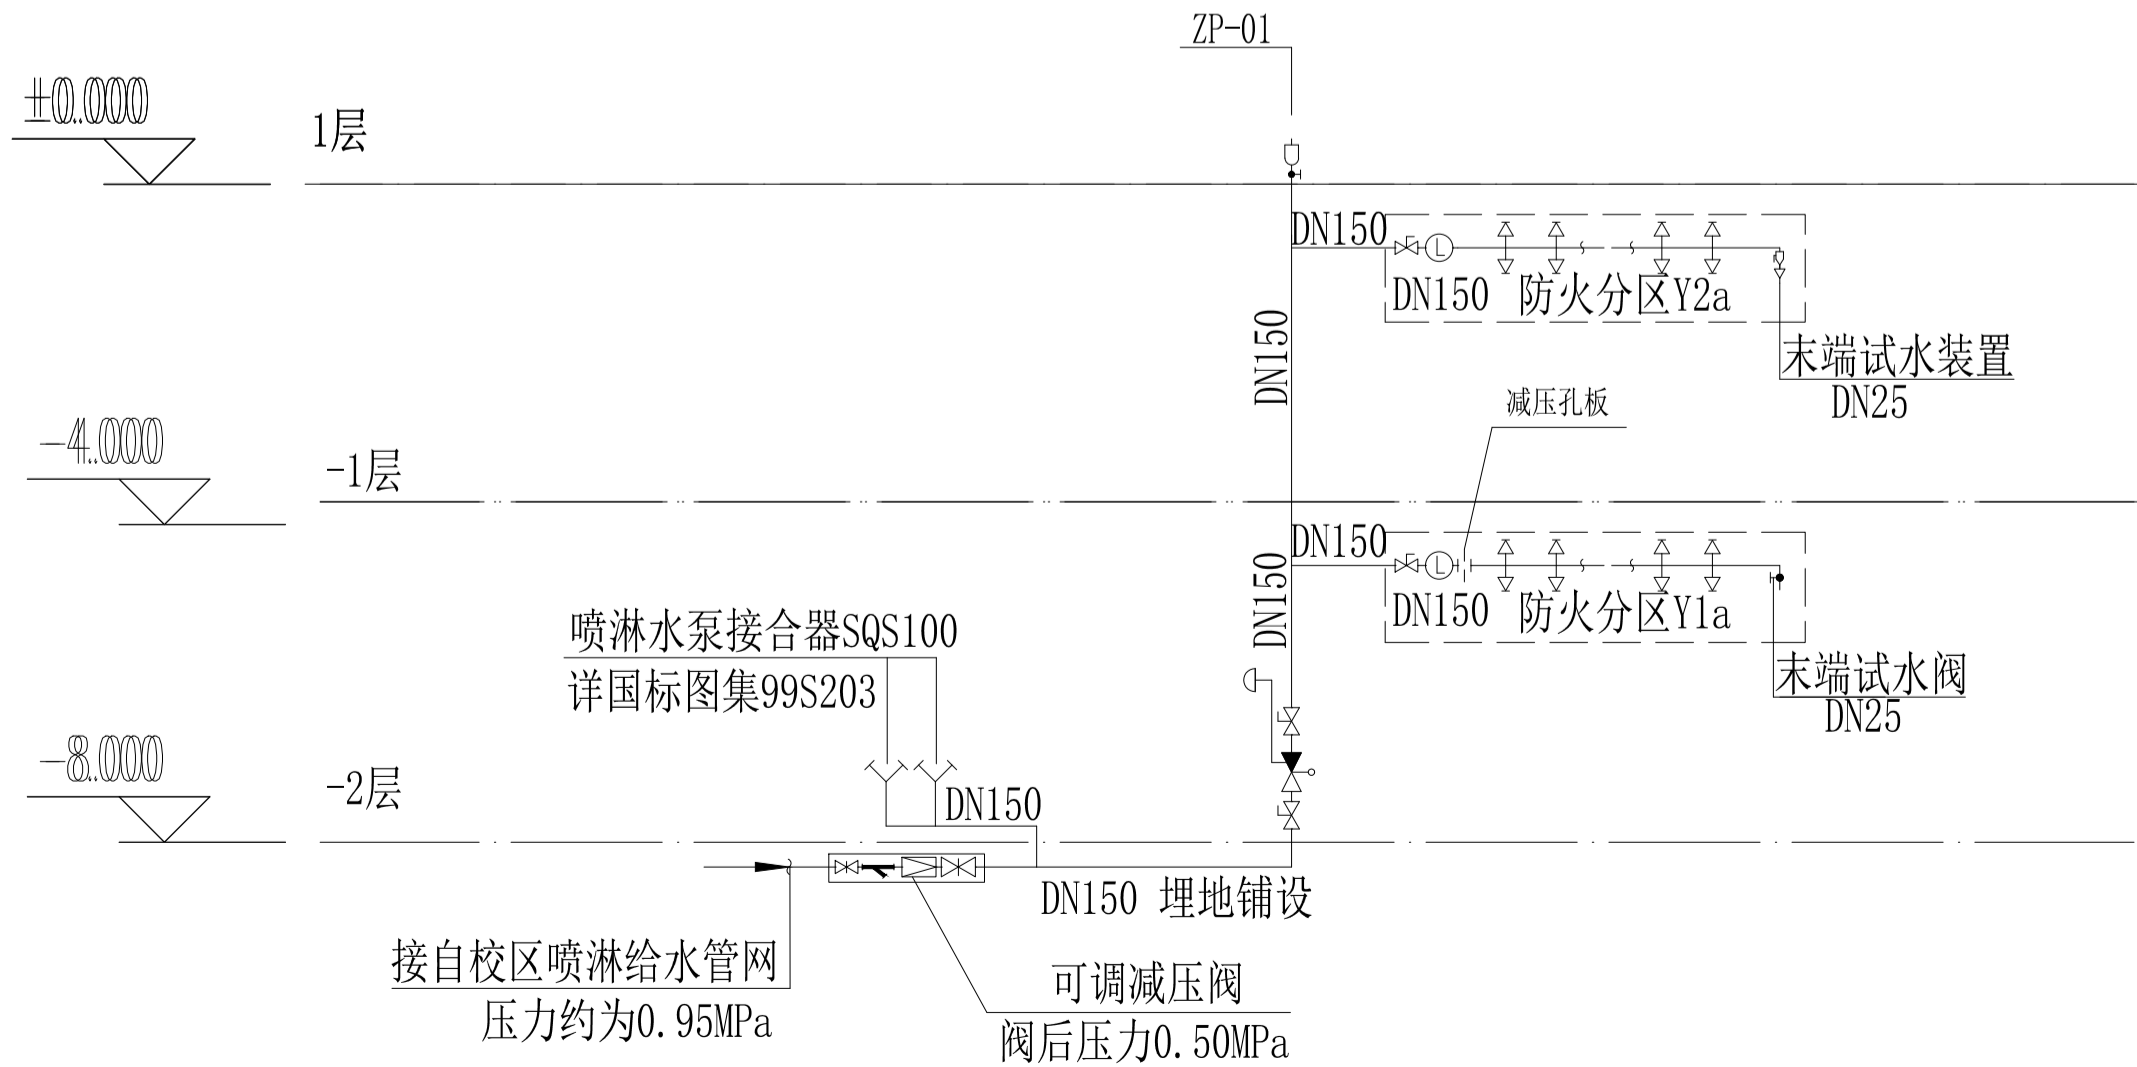 ZP-01
±0.000
1层
DN150
L
DN150 防火分区Y2a
DN150
末端试水装置
DN25
减压孔板
-4.000
-1层
DN150
L
DN150
DN150 防火分区Y1a
喷淋水泵接合器SQS100
详国标图集99S203
末端试水阀
DN25
-8.000
-2层
DN150
DN150 埋地铺设
接自校区喷淋给水管网
压力约为0.95MPa
可调减压阀
阀后压力0.50MPa